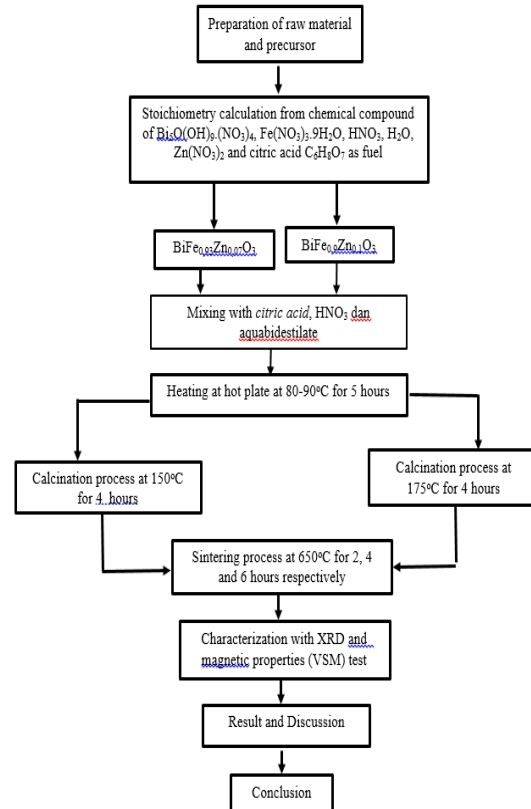 Preparation of raw material
and precursor
Stoichiometry calculation from chemical compound
of Bi₅O(OH)₉.(NO₃)₄, Fe(NO₃)₃.9H₂O, HNO₃, H₂O,
Zn(NO₃)₂ and citric acid C₆H₈O₇ as fuel
BiFe₀.₉₃Zn₀.₀₇O₃
BiFe₀.₉Zn₀.₁O₃
Mixing with citric acid, HNO₃ dan
aquabidestilate
Heating at hot plate at 80-90⁰C for 5 hours
Calcination process at 150⁰C
for 4 hours
Calcination process at
175⁰C for 4 hours
Sintering process at 650⁰C for 2, 4
and 6 hours respectively
Characterization with XRD and
magnetic properties (VSM) test
Result and Discussion
Conclusion